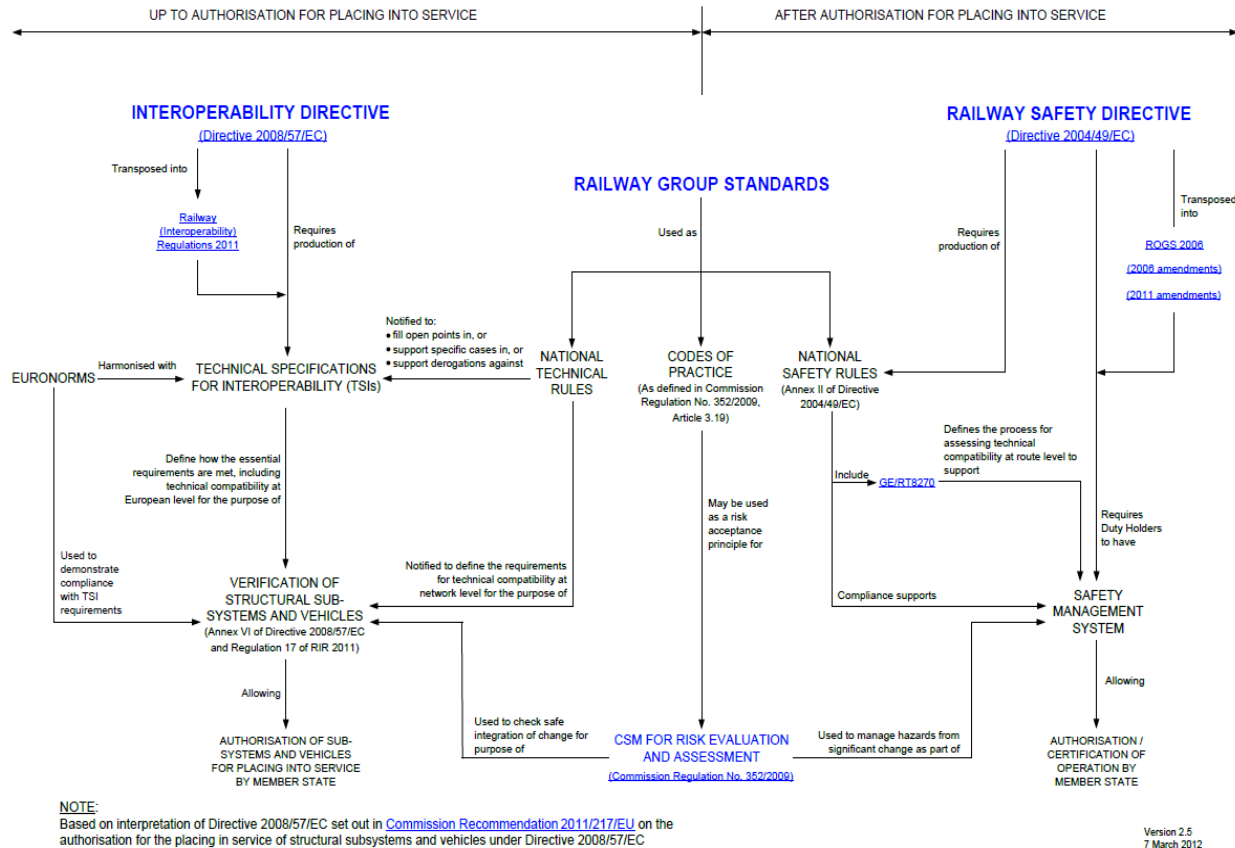 UP TO AUTHORISATION FOR PLACING INTO SERVICE
AFTER AUTHORISATION FOR PLACING INTO SERVICE
INTEROPERABILITY DIRECTIVE
(Directive 2008/57/EC)
RAILWAY SAFETY DIRECTIVE
(Directive 2004/49/EC)
Transposed into
RAILWAY GROUP STANDARDS
Railway
(Interoperability)
Regulations 2011
Requires
production of
Used as
Requires
production of
Transposed
into
ROGS 2006
(2006 amendments)
(2011 amendments)
Notified to:
• fill open points in, or
• support specific cases in, or
• support derogations against
EURONORMS
Harmonised with
TECHNICAL SPECIFICATIONS
FOR INTEROPERABILITY (TSIs)
NATIONAL
TECHNICAL
RULES
CODES OF
PRACTICE
(As defined in Commission
Regulation No. 352/2009,
Article 3.19)
NATIONAL
SAFETY RULES
(Annex II of Directive
2004/49/EC)
Define how the essential
requirements are met, including
technical compatibility at
European level for the purpose of
Defines the process for
assessing technical
compatibility at route level to
support
Include
GE/RT8270
May be used
as a risk
acceptance
principle for
Requires
Duty Holders
to have
Used to
demonstrate
compliance
with TSI
requirements
VERIFICATION OF
STRUCTURAL SUB-
SYSTEMS AND VEHICLES
(Annex VI of Directive 2008/57/EC
and Regulation 17 of RIR 2011)
Notified to define the requirements
for technical compatibility at
network level for the purpose of
Compliance supports
SAFETY
MANAGEMENT
SYSTEM
Allowing
Allowing
Used to check safe
integration of change for
purpose of
CSM FOR RISK EVALUATION
AND ASSESSMENT
(Commission Regulation No. 352/2009)
Used to manage hazards from
significant change as part of
AUTHORISATION OF SUB-
SYSTEMS AND VEHICLES
FOR PLACING INTO SERVICE
BY MEMBER STATE
AUTHORISATION /
CERTIFICATION OF
OPERATION BY
MEMBER STATE
NOTE:
Based on interpretation of Directive 2008/57/EC set out in Commission Recommendation 2011/217/EU on the
authorisation for the placing in service of structural subsystems and vehicles under Directive 2008/57/EC
Version 2.5
7 March 2012